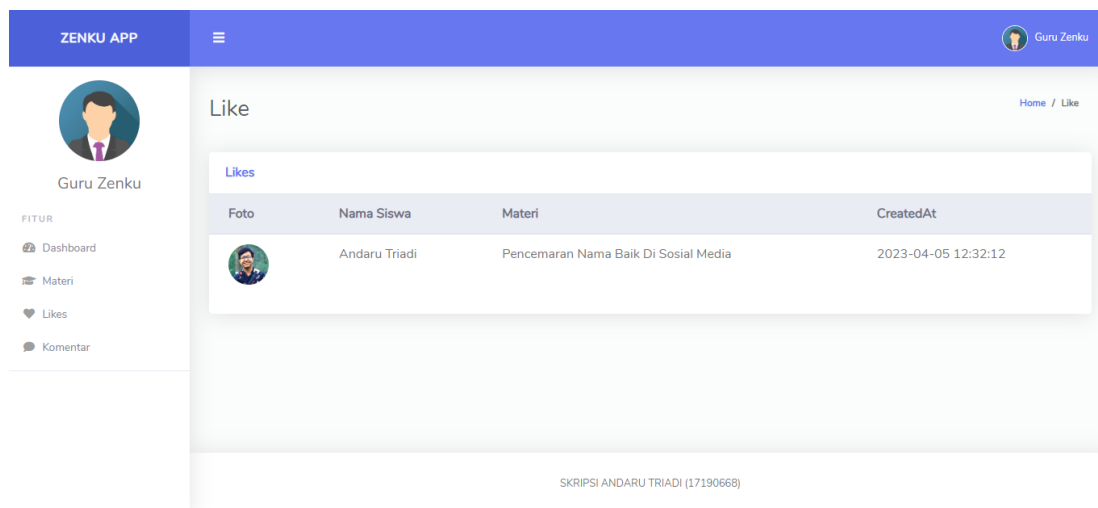 ZENKU APP
Guru Zenku
Guru Zenku
FITUR
Dashboard
Materi
Likes
Komentar
Like
Home / Like
Likes
Foto Nama Siswa Materi CreatedAt
Andaru Triadi Pencemaran Nama Baik Di Sosial Media 2023-04-05 12:32:12
SKRIPSI ANDARU TRIADI (17190668)